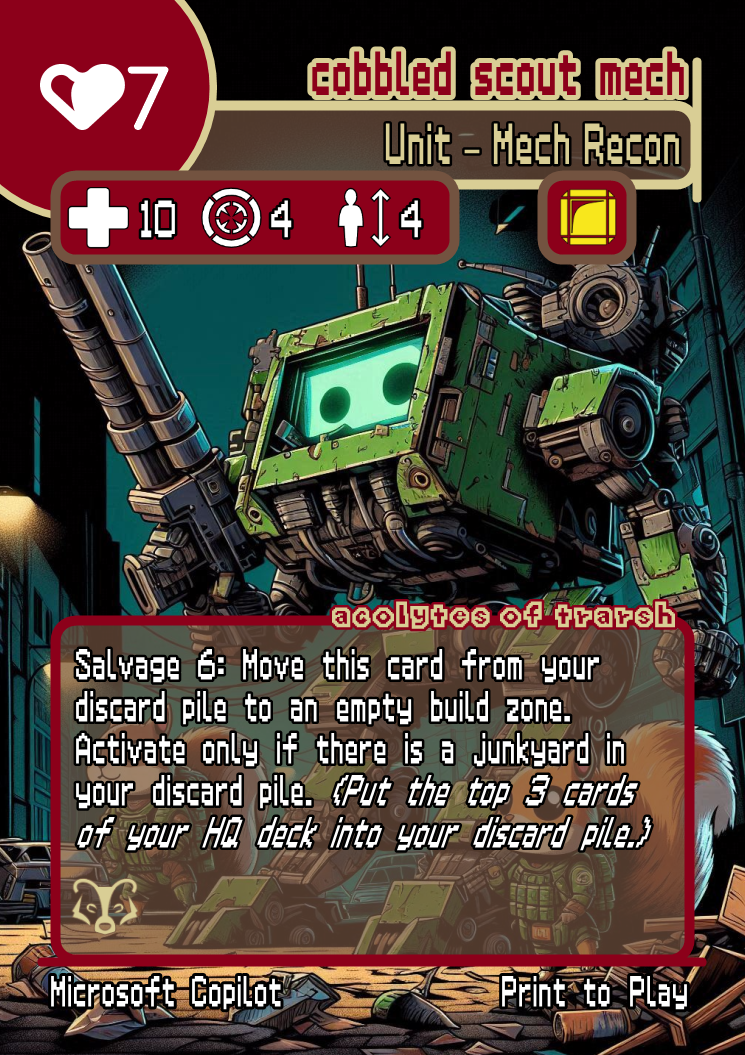 7
cobbled scout mech
Unit – Mech Recon
10 4 4
acolytes of trarsh
Salvage 6: Move this card from your
discard pile to an empty build zone.
Activate only if there is a junkyard in
your discard pile. (Put the top 3 cards
of your HQ deck into your discard pile.)
Microsoft Copilot
Print to Play